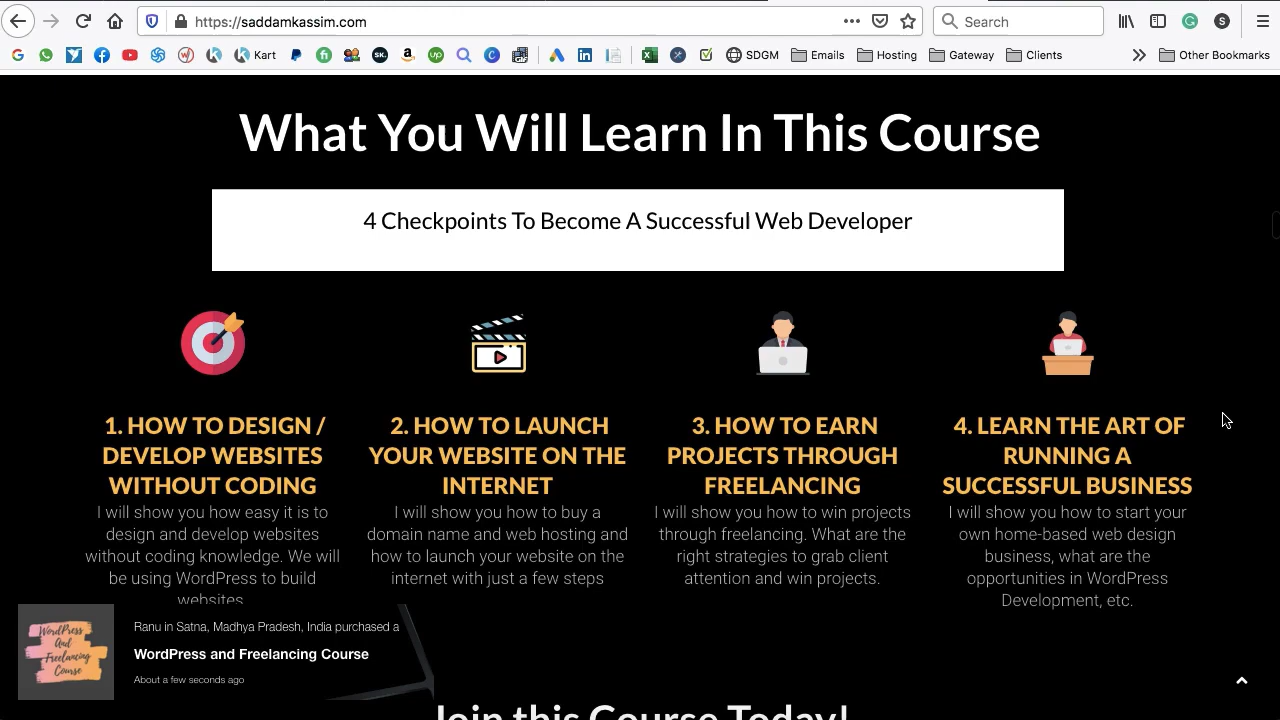 https://saddamkassim.com
Search
Kart
SDGM
Emails
Hosting
Gateway
Clients
Other Bookmarks
What You Will Learn In This Course
4 Checkpoints To Become A Successful Web Developer
1. HOW TO DESIGN /
DEVELOP WEBSITES
WITHOUT CODING
I will show you how easy it is to
design and develop websites
without coding knowledge. We will
be using WordPress to build
websites
2. HOW TO LAUNCH
YOUR WEBSITE ON THE
INTERNET
I will show you how to buy a
domain name and web hosting and
how to launch your website on the
internet with just a few steps
3. HOW TO EARN
PROJECTS THROUGH
FREELANCING
I will show you how to win projects
through freelancing. What are the
right strategies to grab client
attention and win projects.
4. LEARN THE ART OF
RUNNING A
SUCCESSFUL BUSINESS
I will show you how to start your
own home-based web design
business, what are the
opportunities in WordPress
Development, etc.
WordPress
And
Freelancing
Course
Ranu in Satna, Madhya Pradesh, India purchased a
WordPress and Freelancing Course
About a few seconds ago
Join this Course Today!